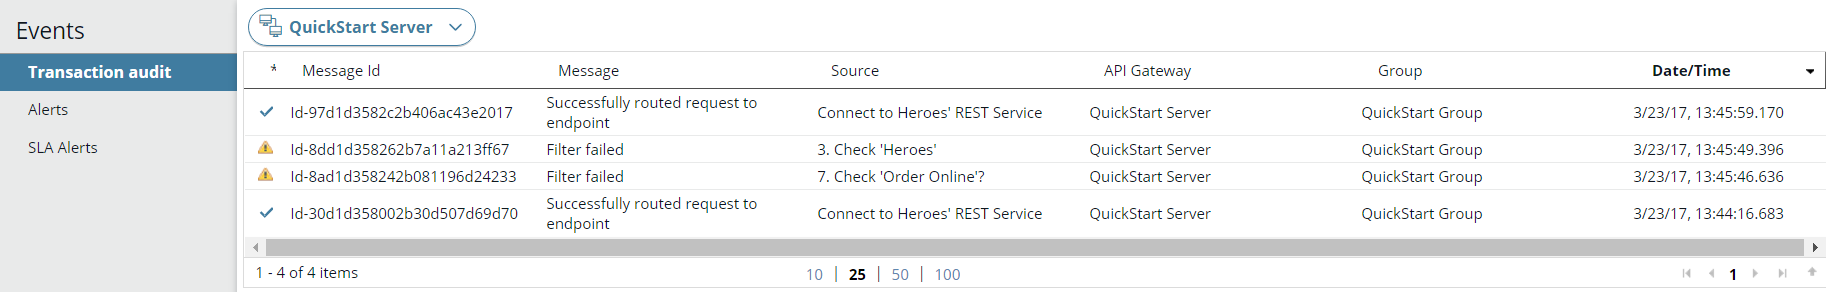 Events
Transaction audit
Alerts
SLA Alerts
QuickStart Server
* Message Id Message Source API Gateway Group Date/Time
Id-97d1d3582c2b406ac43e2017 Successfully routed request to endpoint Connect to Heroes' REST Service QuickStart Server QuickStart Group 3/23/17, 13:45:59.170
Id-8dd1d358262b7a11a213ff67 Filter failed 3. Check 'Heroes' QuickStart Server QuickStart Group 3/23/17, 13:45:49.396
Id-8ad1d358242b081196d24233 Filter failed 7. Check 'Order Online'? QuickStart Server QuickStart Group 3/23/17, 13:45:46.636
Id-30d1d358002b30d507d69d70 Successfully routed request to endpoint Connect to Heroes' REST Service QuickStart Server QuickStart Group 3/23/17, 13:44:16.683
1 - 4 of 4 items 10 | 25 | 50 | 100 1